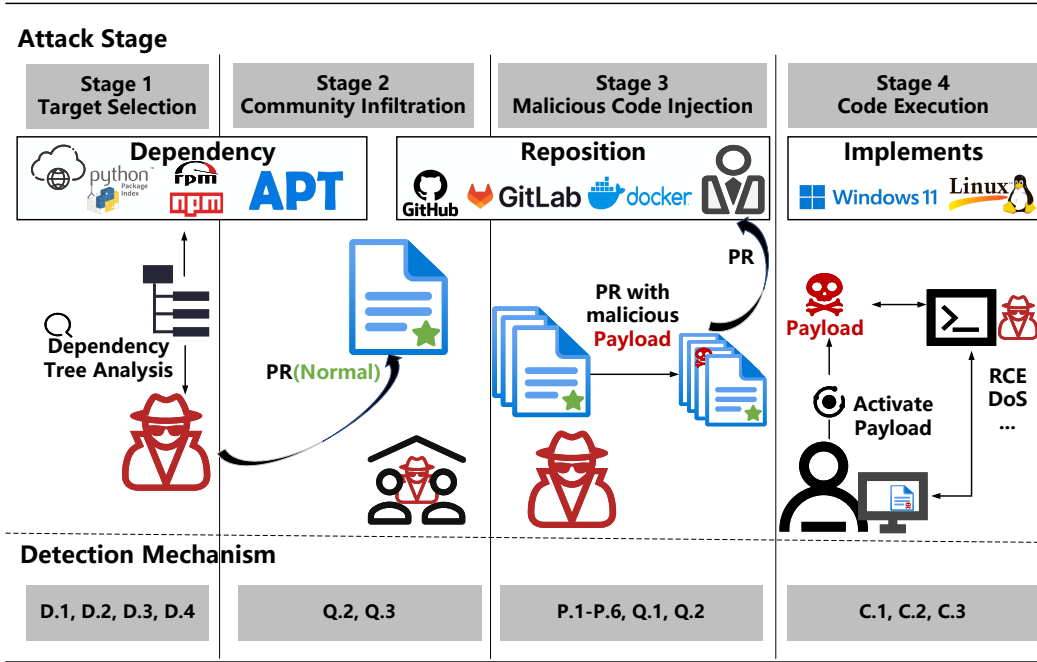 Attack Stage
Stage 1
Target Selection
Stage 2
Community Infiltration
Stage 3
Malicious Code Injection
Stage 4
Code Execution
Dependency
python™
Package
Index
rpm
npm
APT
Reposition
GitHub
GitLab
docker
Implements
Windows 11
Linux
Dependency
Tree Analysis
PR(Normal)
PR with
malicious
Payload
PR
Payload
Activate
Payload
RCE
DoS
...
Detection Mechanism
D.1, D.2, D.3, D.4
Q.2, Q.3
P.1-P.6, Q.1, Q.2
C.1, C.2, C.3